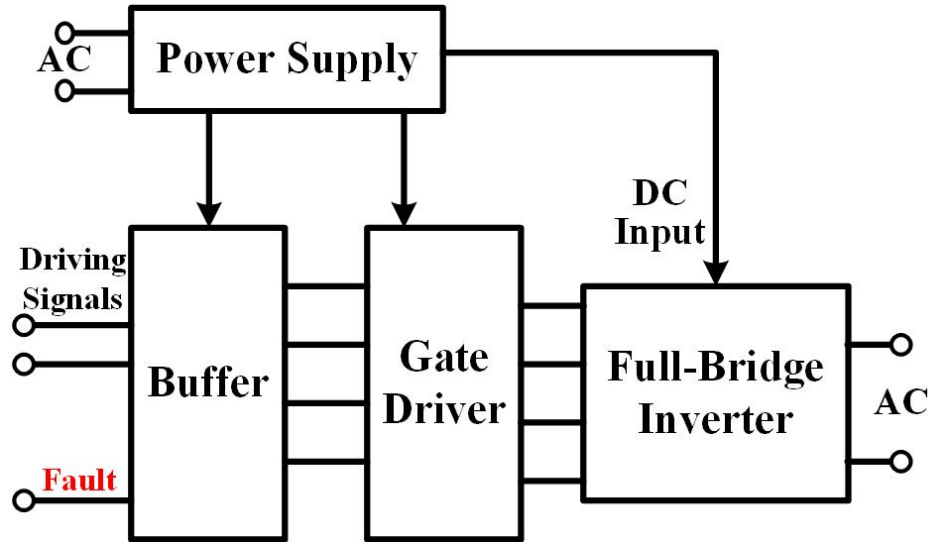 AC
Power Supply
DC
Input
Driving
Signals
Buffer
Fault
Gate
Driver
Full-Bridge
Inverter
AC